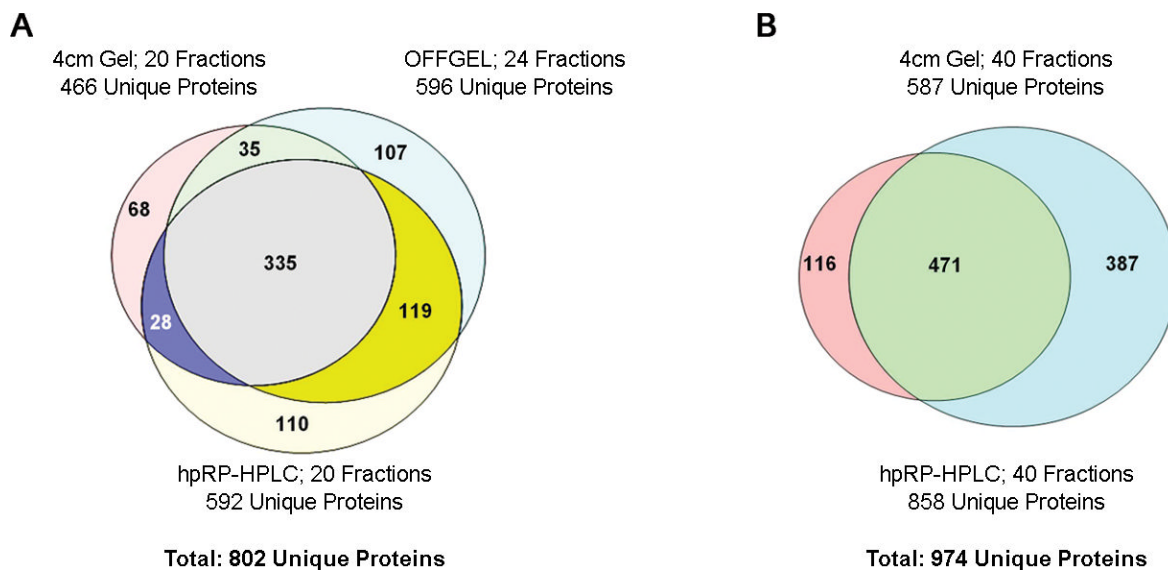 A
4cm Gel; 20 Fractions
466 Unique Proteins
OFFGEL; 24 Fractions
596 Unique Proteins
35
107
68
335
119
28
110
hpRP-HPLC; 20 Fractions
592 Unique Proteins
Total: 802 Unique Proteins
B
4cm Gel; 40 Fractions
587 Unique Proteins
116
471
387
hpRP-HPLC; 40 Fractions
858 Unique Proteins
Total: 974 Unique Proteins